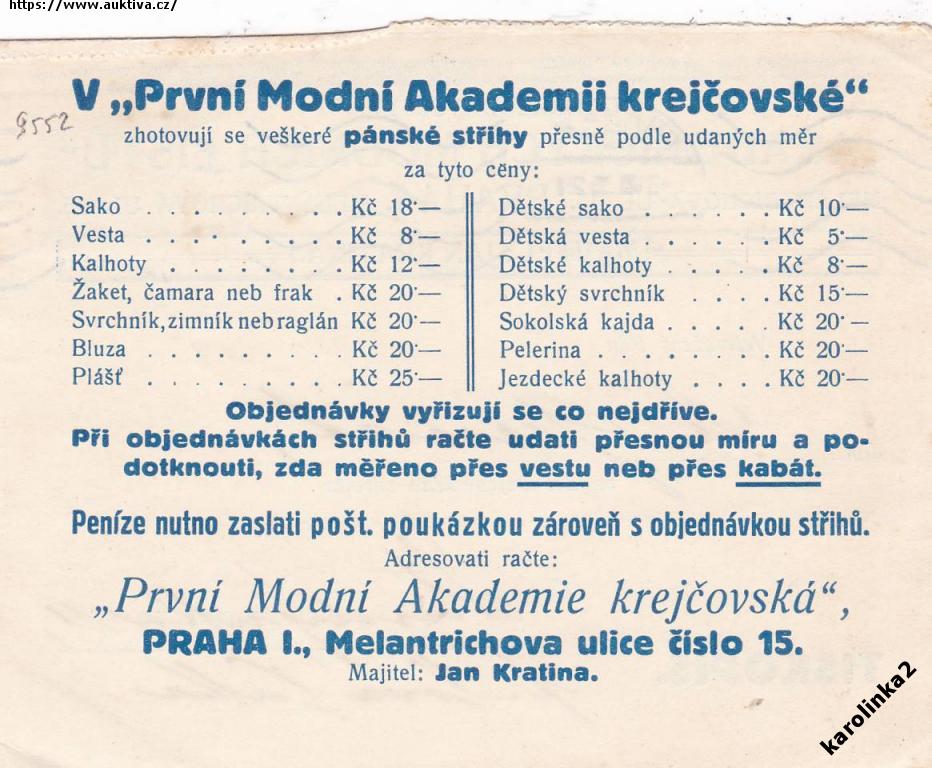 https://www.auktiva.cz/
9552
V „První Modní Akademii krejčovské“
zhotovují se veškeré pánské střihy přesně podle udaných měr
za tyto ceny:
Sako . . . . . . . . . . Kč 18·—
Vesta . . . . . . . . . Kč 8·—
Kalhoty . . . . . . . . Kč 12·—
Žaket, čamara neb frak . Kč 20·—
Svrchník, zimník neb raglán Kč 20·—
Bluza . . . . . . . . . Kč 20·—
Plášť . . . . . . . . . Kč 25·—
Dětské sako . . . . . . Kč 10·—
Dětská vesta . . . . . . Kč 5·—
Dětské kalhoty . . . . . Kč 8·—
Dětský svrchník . . . . Kč 15·—
Sokolská kajda . . . . . Kč 20·—
Pelerina . . . . . . . . Kč 20·—
Jezdecké kalhoty . . . . Kč 20·—
Objednávky vyřizují se co nejdříve.
Při objednávkách střihů račte udati přesnou míru a po-
dotknouti, zda měřeno přes vestu neb přes kabát.
Peníze nutno zaslati pošt. poukázkou zároveň s objednávkou střihů.
Adresovati račte:
„První Modní Akademie krejčovská“,
PRAHA I., Melantrichova ulice číslo 15.
Majitel: Jan Kratina.
karolinka2